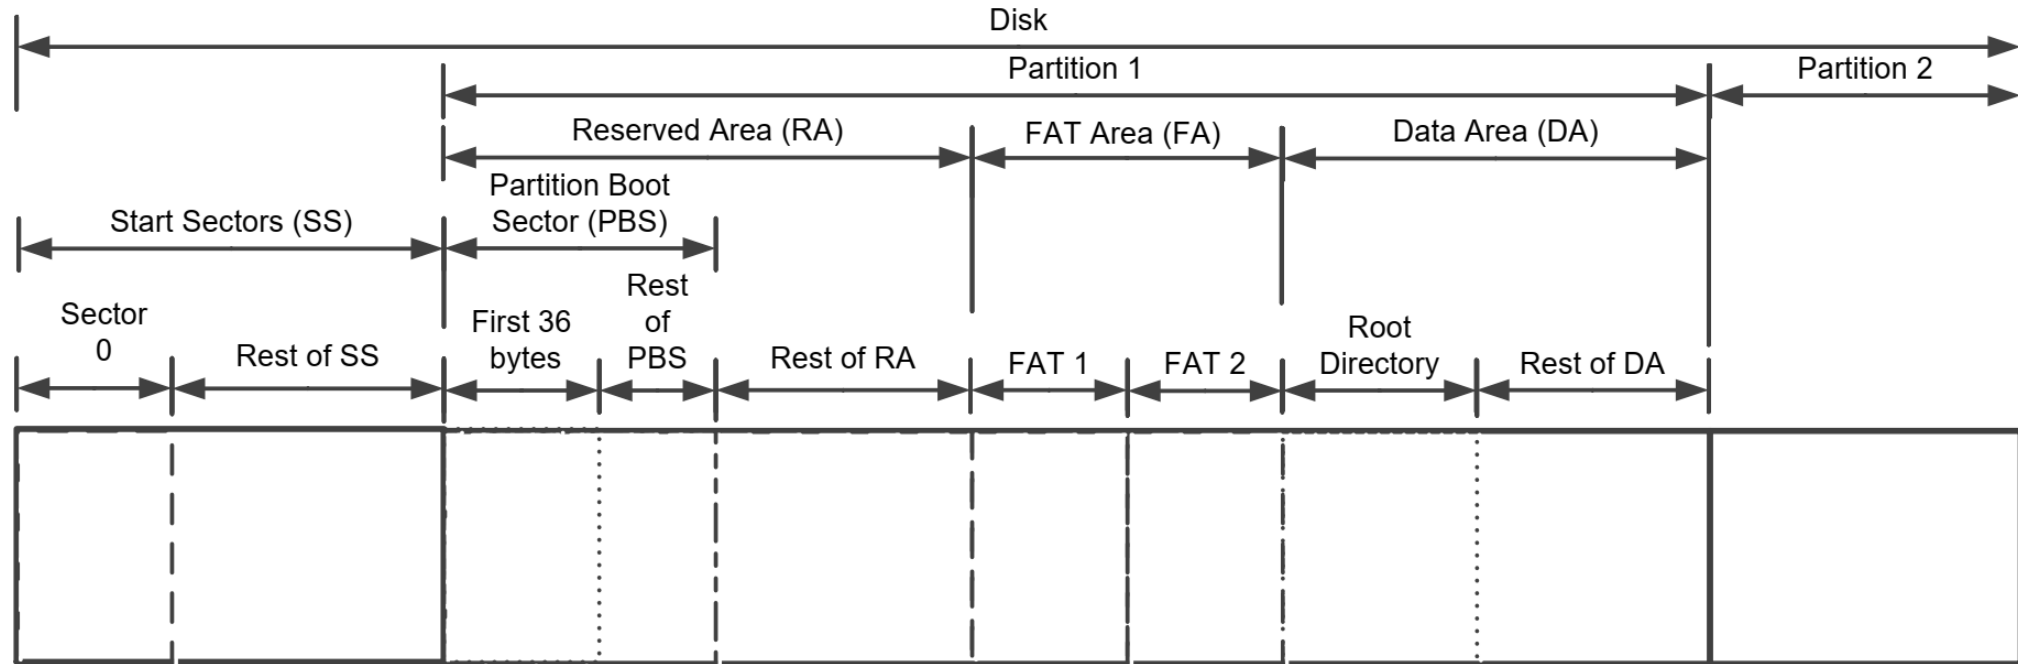 Disk
Partition 1
Partition 2
Reserved Area (RA)
FAT Area (FA)
Data Area (DA)
Partition Boot
Sector (PBS)
Start Sectors (SS)
Sector
0
Rest of SS
First 36
bytes
Rest
of
PBS
Rest of RA
FAT 1
FAT 2
Root
Directory
Rest of DA